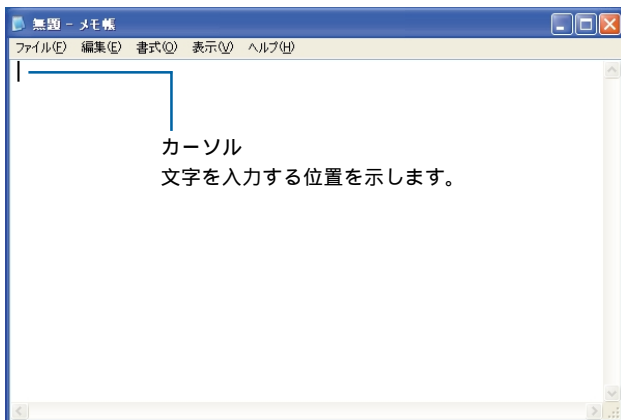 無題 - メモ帳
ファイル(F) 編集(E) 書式(O) 表示(V) ヘルプ(H)
カーソル
文字を入力する位置を示します。